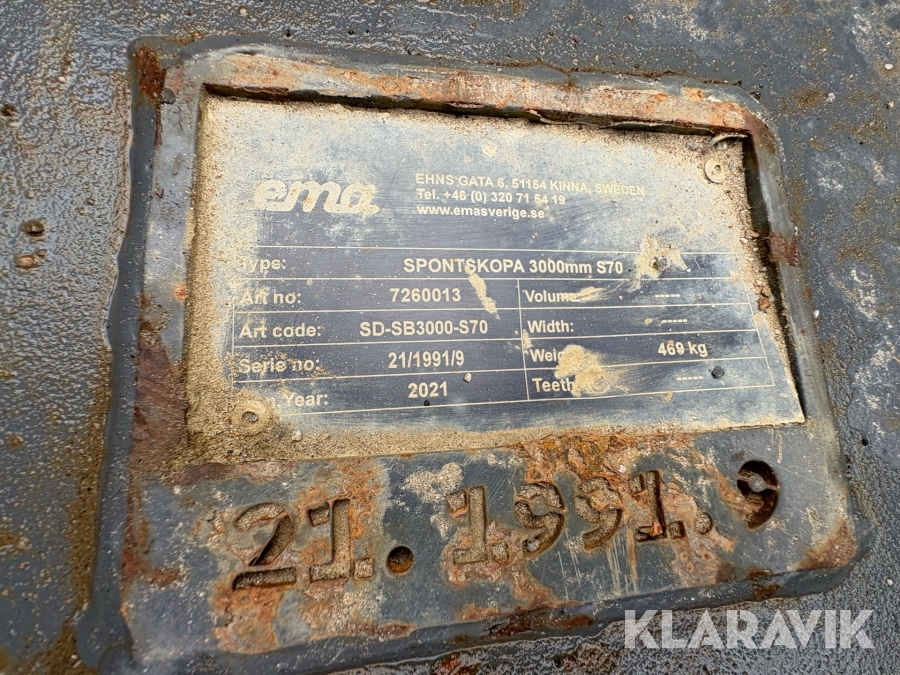 ema
EHNS GATA 6, 51154 KINNA, SWEDEN
Tel. +46 (0) 320 71 54 19
www.emasverige.se
Type: SPONTSKOPA 3000mm S70
Art no: 7260013 Volume: -----
Art code: SD-SB3000-S70 Width: -----
Serie no: 21/1991/9 469 kg
Year: 2021 Teeth: -----
21.1991.9
KLARAVIK